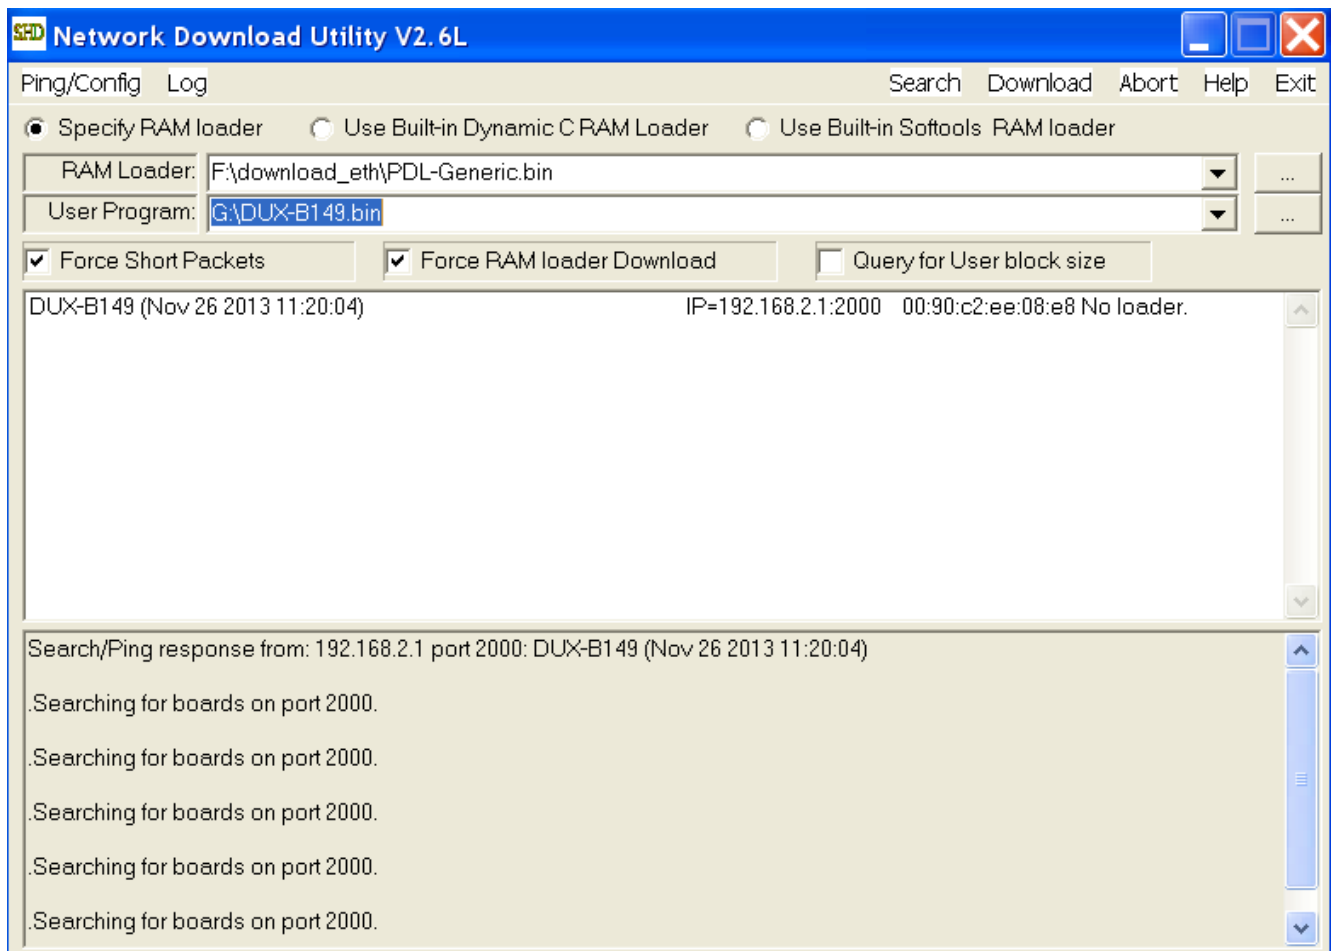 SHD Network Download Utility V2.6L
Ping/Config Log Search Download Abort Help Exit
Specify RAM loader Use Built-in Dynamic C RAM Loader Use Built-in Softools RAM loader
RAM Loader: F:\download_eth\PDL-Generic.bin ...
User Program: G:\DUX-B149.bin ...
Force Short Packets Force RAM loader Download Query for User block size
DUX-B149 (Nov 26 2013 11:20:04) IP=192.168.2.1:2000 00:90:c2:ee:08:e8 No loader.
Search/Ping response from: 192.168.2.1 port 2000: DUX-B149 (Nov 26 2013 11:20:04)
.Searching for boards on port 2000.
.Searching for boards on port 2000.
.Searching for boards on port 2000.
.Searching for boards on port 2000.
.Searching for boards on port 2000.